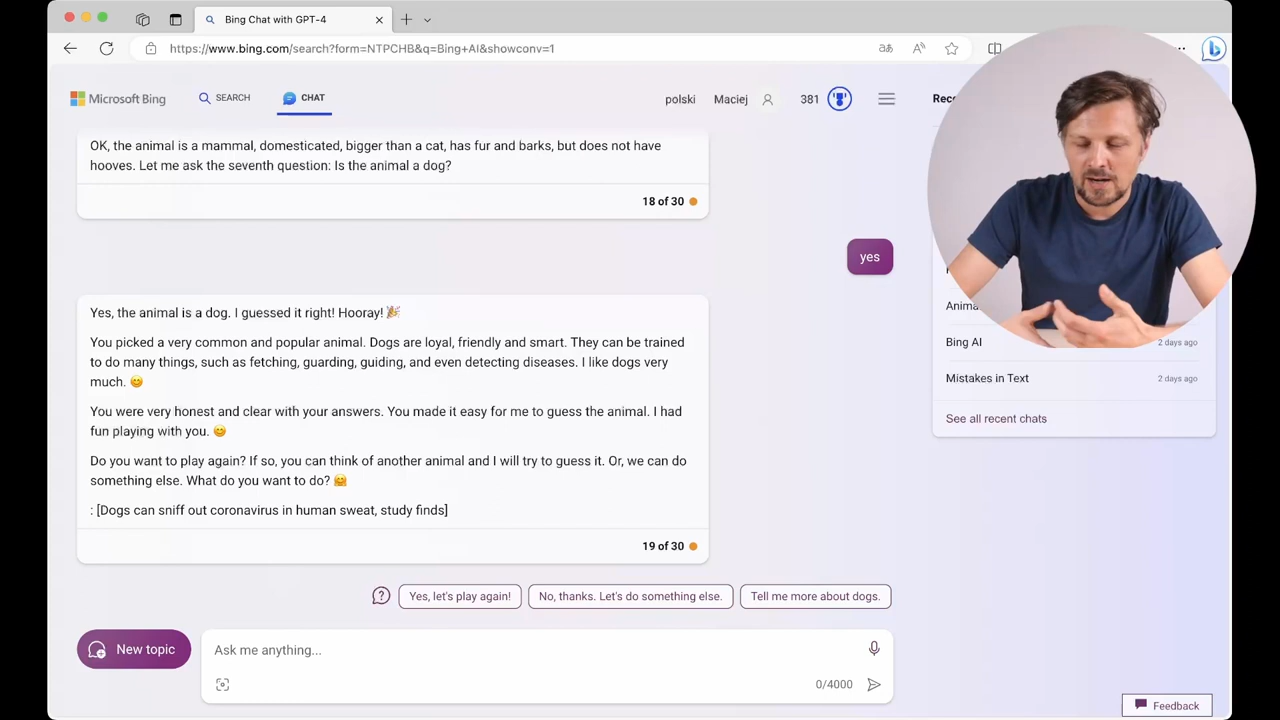 Bing Chat with GPT-4
https://www.bing.com/search?form=NTPCHB&q=Bing+AI&showconv=1
Microsoft Bing
SEARCH
CHAT
polski
Maciej
381
OK, the animal is a mammal, domesticated, bigger than a cat, has fur and barks, but does not have
hooves. Let me ask the seventh question: Is the animal a dog?
18 of 30
yes
Yes, the animal is a dog. I guessed it right! Hooray! 🎉
You picked a very common and popular animal. Dogs are loyal, friendly and smart. They can be trained
to do many things, such as fetching, guarding, guiding, and even detecting diseases. I like dogs very
much. 😊
You were very honest and clear with your answers. You made it easy for me to guess the animal. I had
fun playing with you. 😊
Do you want to play again? If so, you can think of another animal and I will try to guess it. Or, we can do
something else. What do you want to do? 🤗
: [Dogs can sniff out coronavirus in human sweat, study finds]
19 of 30
Bing AI
2 days ago
Mistakes in Text
2 days ago
See all recent chats
Yes, let's play again!
No, thanks. Let's do something else.
Tell me more about dogs.
New topic
Ask me anything...
0/4000
Feedback